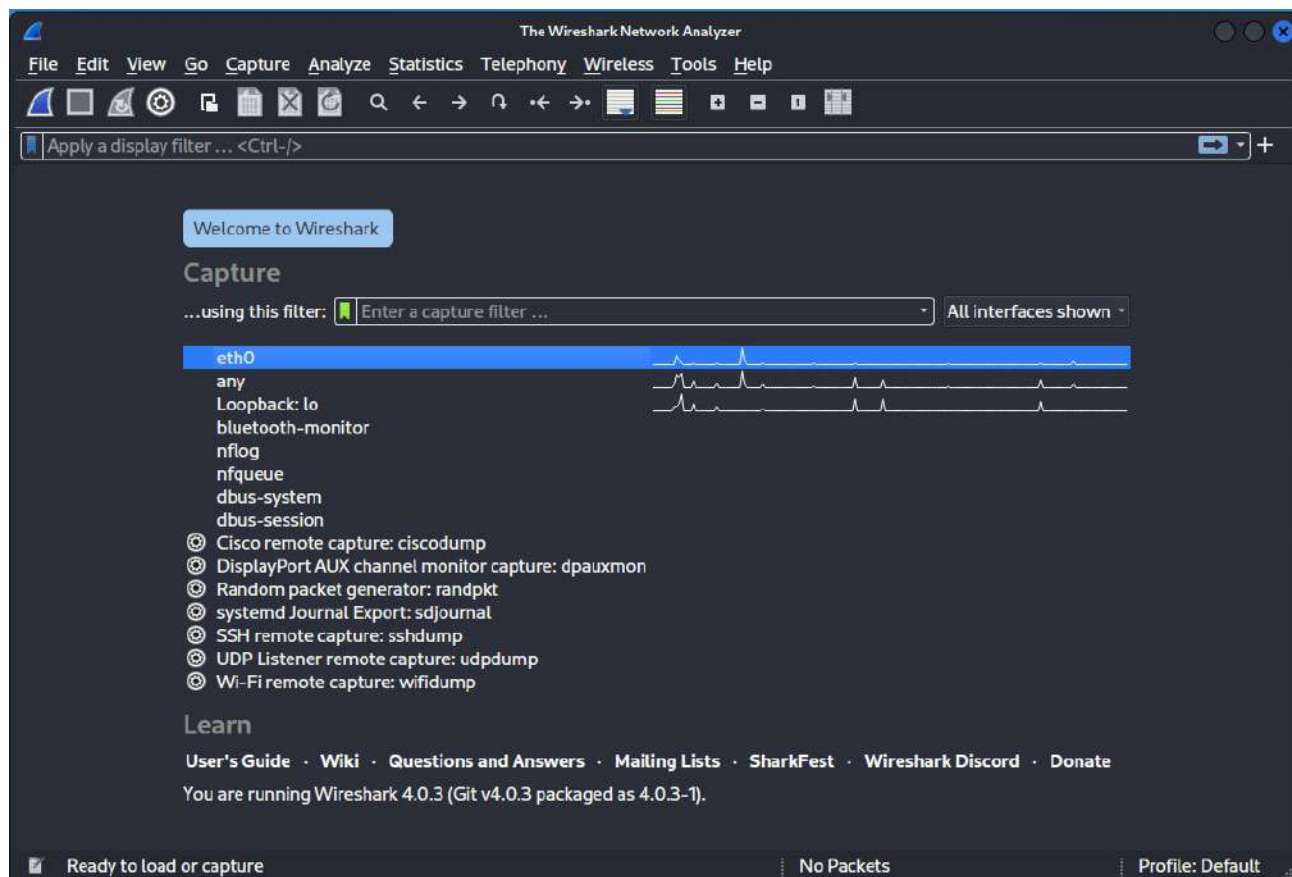 The Wireshark Network Analyzer
File Edit View Go Capture Analyze Statistics Telephony Wireless Tools Help
Apply a display filter ... <Ctrl-/>
Welcome to Wireshark
Capture
...using this filter: Enter a capture filter ... All interfaces shown
eth0
any
Loopback: lo
bluetooth-monitor
nflog
nfqueue
dbus-system
dbus-session
Cisco remote capture: ciscodump
DisplayPort AUX channel monitor capture: dpauxmon
Random packet generator: randpkt
systemd Journal Export: sdjournal
SSH remote capture: sshdump
UDP Listener remote capture: udpdump
Wi-Fi remote capture: wifidump
Learn
User's Guide · Wiki · Questions and Answers · Mailing Lists · SharkFest · Wireshark Discord · Donate
You are running Wireshark 4.0.3 (Git v4.0.3 packaged as 4.0.3-1).
Ready to load or capture No Packets Profile: Default